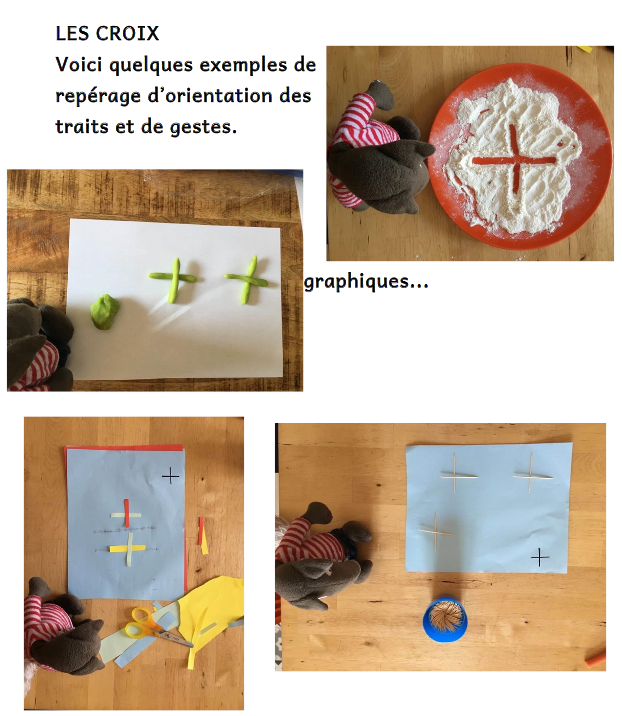 LES CROIX
Voici quelques exemples de
repérage d’orientation des
traits et de gestes.
graphiques...